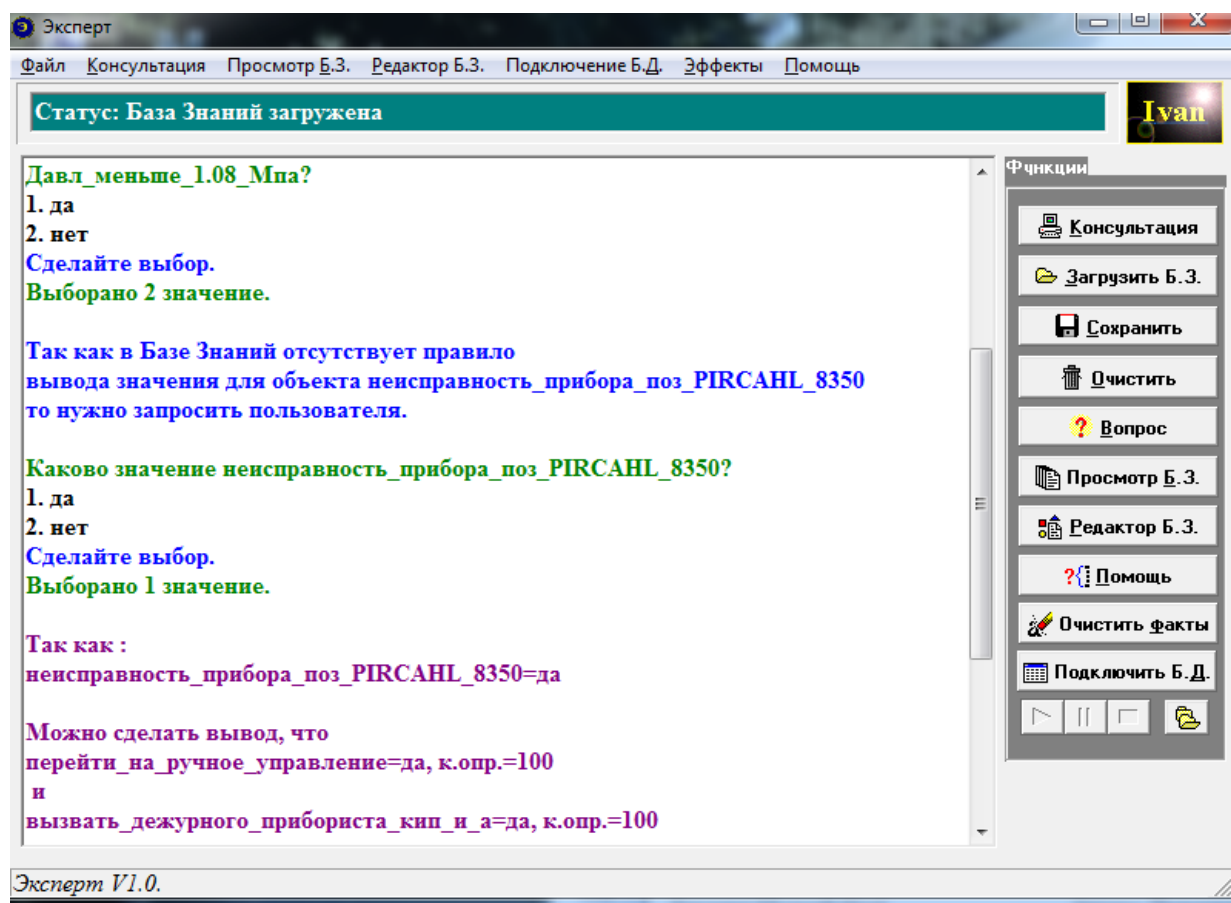 Эксперт
Файл Консультация Просмотр Б.З. Редактор Б.З. Подключение Б.Д. Эффекты Помощь
Статус: База Знаний загружена
Ivan
Давл_меньше_1.08_Мпа?
1. да
2. нет
Сделайте выбор.
Выборано 2 значение.
Так как в Базе Знаний отсутствует правило
вывода значения для объекта неисправность_прибора_поз_PIRCAHL_8350
то нужно запросить пользователя.
Каково значение неисправность_прибора_поз_PIRCAHL_8350?
1. да
2. нет
Сделайте выбор.
Выборано 1 значение.
Так как :
неисправность_прибора_поз_PIRCAHL_8350=да
Можно сделать вывод, что
перейти_на_ручное_управление=да, к.опр.=100
и
вызвать_дежурного_прибориста_кип_и_а=да, к.опр.=100
Функции
Консультация
Загрузить Б.З.
Сохранить
Очистить
Вопрос
Просмотр Б.З.
Редактор Б.З.
Помощь
Очистить факты
Подключить Б.Д.
Эксперт V1.0.